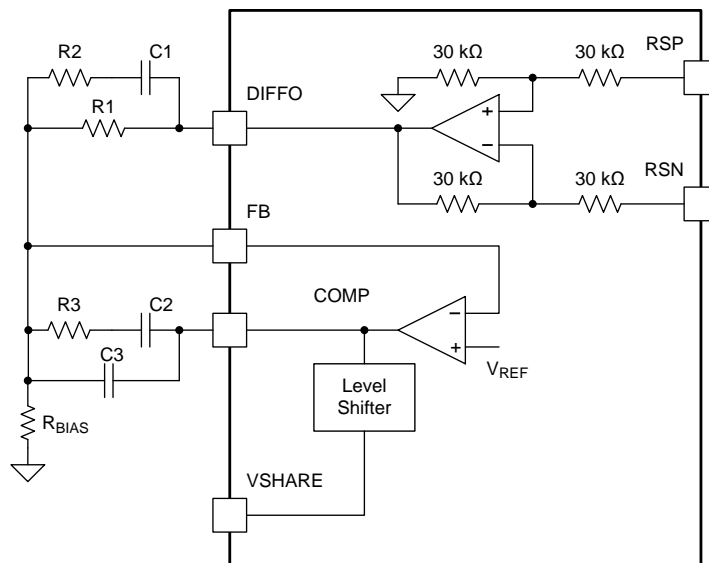 R2
C1
30 kΩ
30 kΩ
RSP
R1
DIFFO
+
−
30 kΩ
30 kΩ
RSN
FB
R3
C2
COMP
−
+
VREF
C3
Level
Shifter
RBIAS
VSHARE